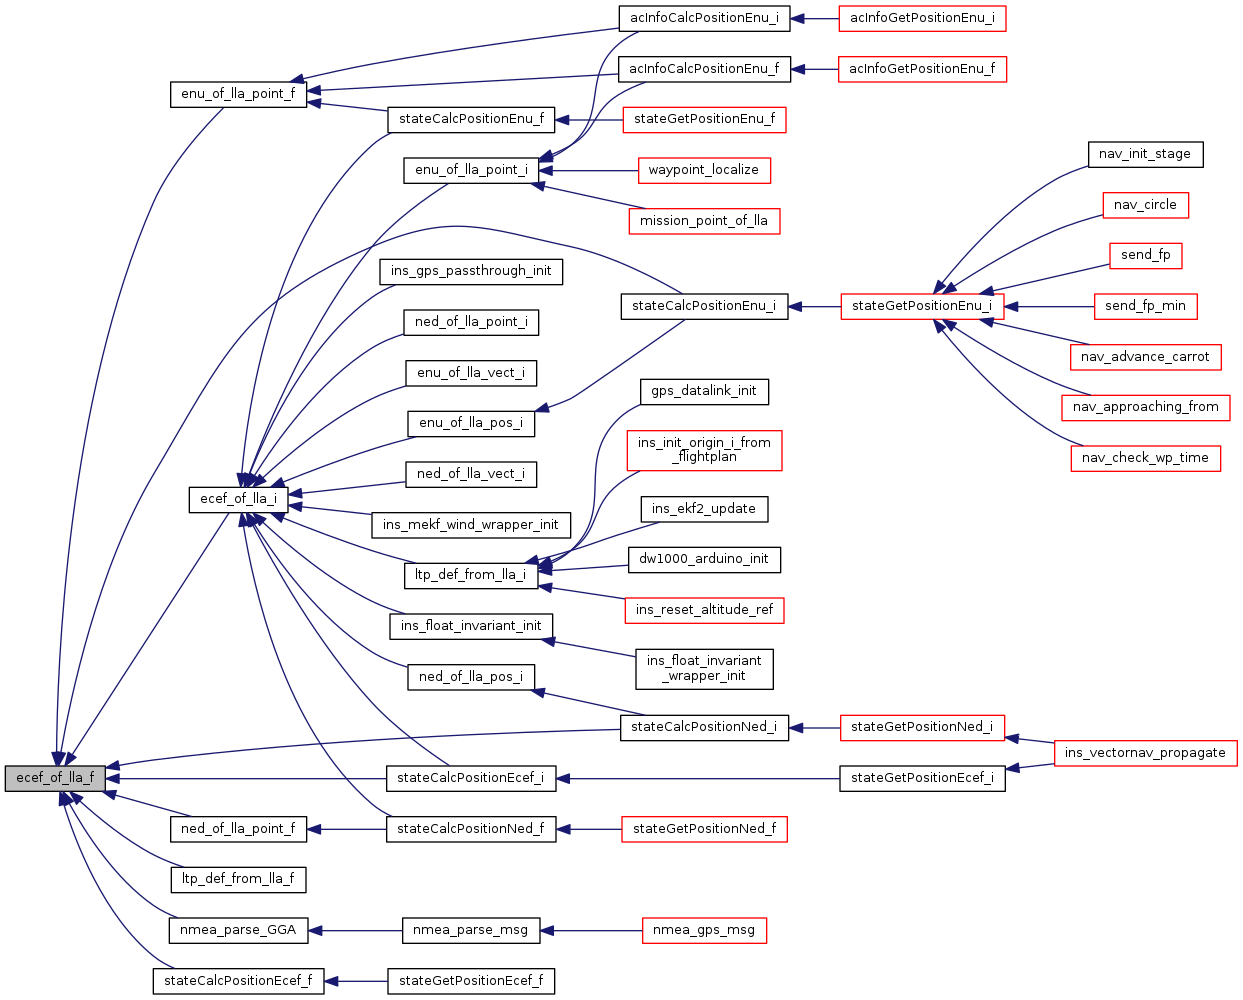 acInfoCalcPositionEnu_i
acInfoGetPositionEnu_i
acInfoCalcPositionEnu_f
acInfoGetPositionEnu_f
enu_of_lla_point_f
stateCalcPositionEnu_f
stateGetPositionEnu_f
nav_init_stage
enu_of_lla_point_i
waypoint_localize
nav_circle
mission_point_of_lla
send_fp
ins_gps_passthrough_init
stateCalcPositionEnu_i
stateGetPositionEnu_i
send_fp_min
ned_of_lla_point_i
nav_advance_carrot
enu_of_lla_vect_i
gps_datalink_init
nav_approaching_from
enu_of_lla_pos_i
ins_init_origin_i_from
_flightplan
nav_check_wp_time
ned_of_lla_vect_i
ecef_of_lla_i
ins_ekf2_update
ins_mekf_wind_wrapper_init
dw1000_arduino_init
ltp_def_from_lla_i
ins_reset_altitude_ref
ins_float_invariant_init
ins_float_invariant
_wrapper_init
ned_of_lla_pos_i
stateCalcPositionNed_i
stateGetPositionNed_i
ins_vectornav_propagate
ecef_of_lla_f
stateCalcPositionEcef_i
stateGetPositionEcef_i
ned_of_lla_point_f
stateCalcPositionNed_f
stateGetPositionNed_f
ltp_def_from_lla_f
nmea_parse_GGA
nmea_parse_msg
nmea_gps_msg
stateCalcPositionEcef_f
stateGetPositionEcef_f